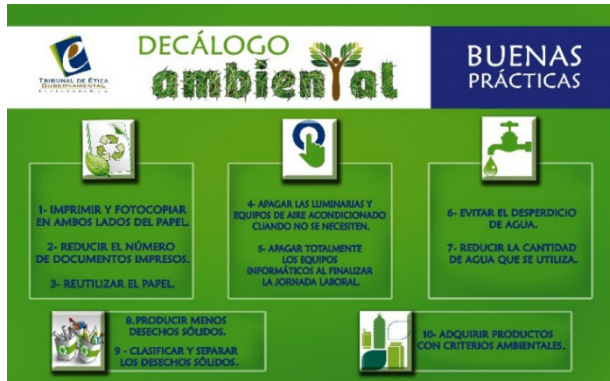 TRIBUNAL DE ÉTICA
GUBERNAMENTAL
DECÁLOGO
ambiental
BUENAS
PRÁCTICAS
1- IMPRIMIR Y FOTOCOPIAR
EN AMBOS LADOS DEL PAPEL.
2- REDUCIR EL NÚMERO
DE DOCUMENTOS IMPRESOS.
3- REUTILIZAR EL PAPEL.
4- APAGAR LAS LUMINARIAS Y
EQUIPOS DE AIRE ACONDICIONADO
CUANDO NO SE NECESITEN.
5- APAGAR TOTALMENTE
LOS EQUIPOS
INFORMÁTICOS AL FINALIZAR
LA JORNADA LABORAL.
6- EVITAR EL DESPERDICIO
DE AGUA.
7- REDUCIR LA CANTIDAD
DE AGUA QUE SE UTILIZA.
8.PRODUCIR MENOS
DESECHOS SÓLIDOS.
9 - CLASIFICAR Y SEPARAR
LOS DESECHOS SÓLIDOS.
10- ADQUIRIR PRODUCTOS
CON CRITERIOS AMBIENTALES.